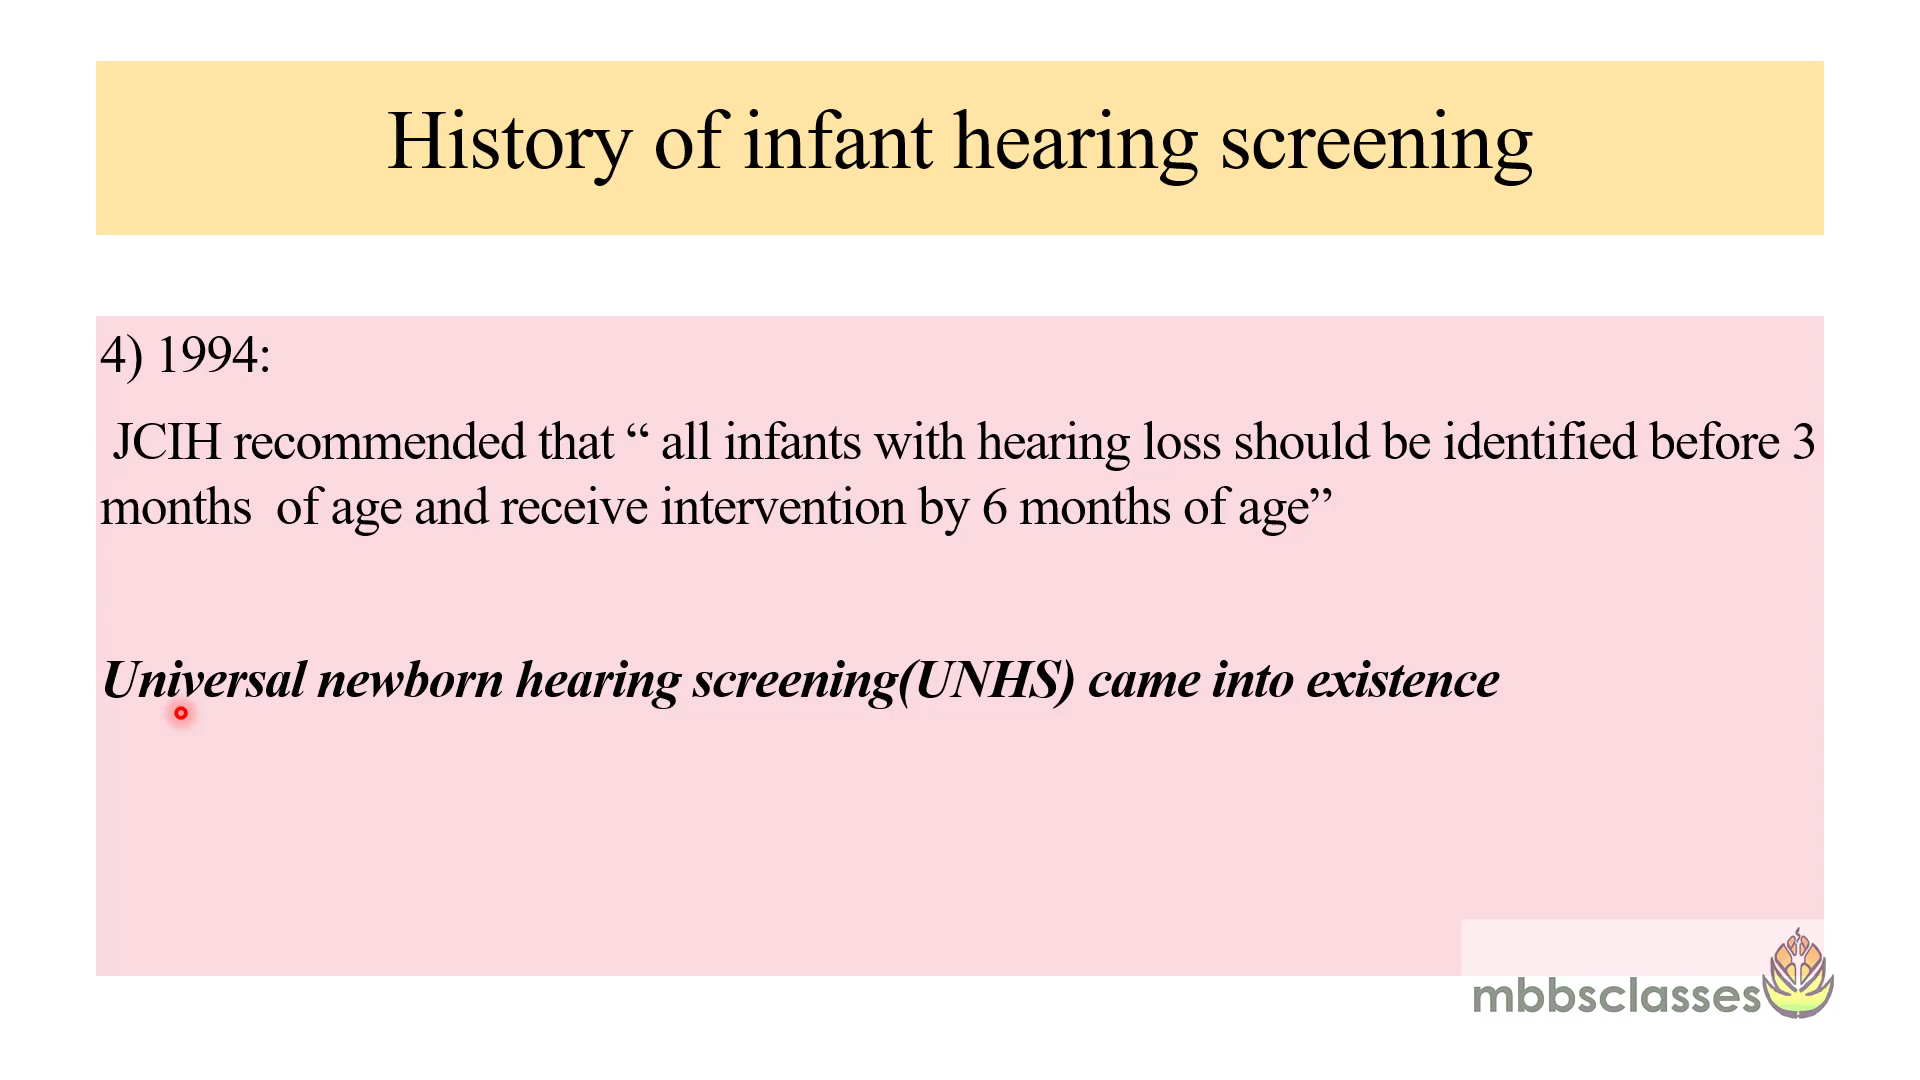 History of infant hearing screening
4) 1994:
JCIH recommended that “ all infants with hearing loss should be identified before 3
months  of age and receive intervention by 6 months of age”
Universal newborn hearing screening(UNHS) came into existence
mbbsclasses